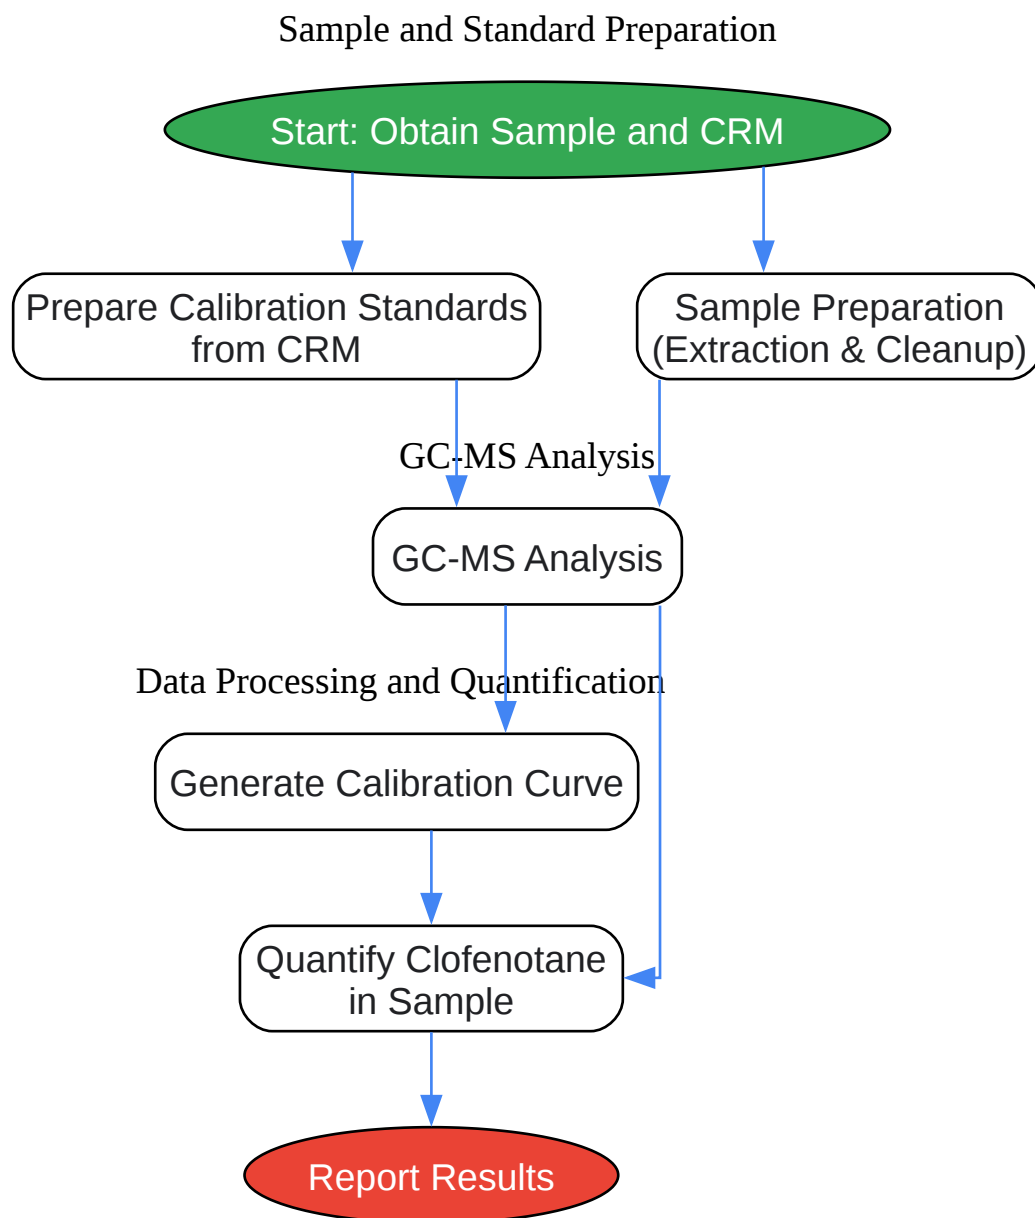 Sample and Standard Preparation
Start: Obtain Sample and CRM
Prepare Calibration Standards
from CRM
Sample Preparation
(Extraction & Cleanup)
GC-MS Analysis
GC-MS Analysis
Data Processing and Quantification
Generate Calibration Curve
Quantify Clofenotane
in Sample
Report Results